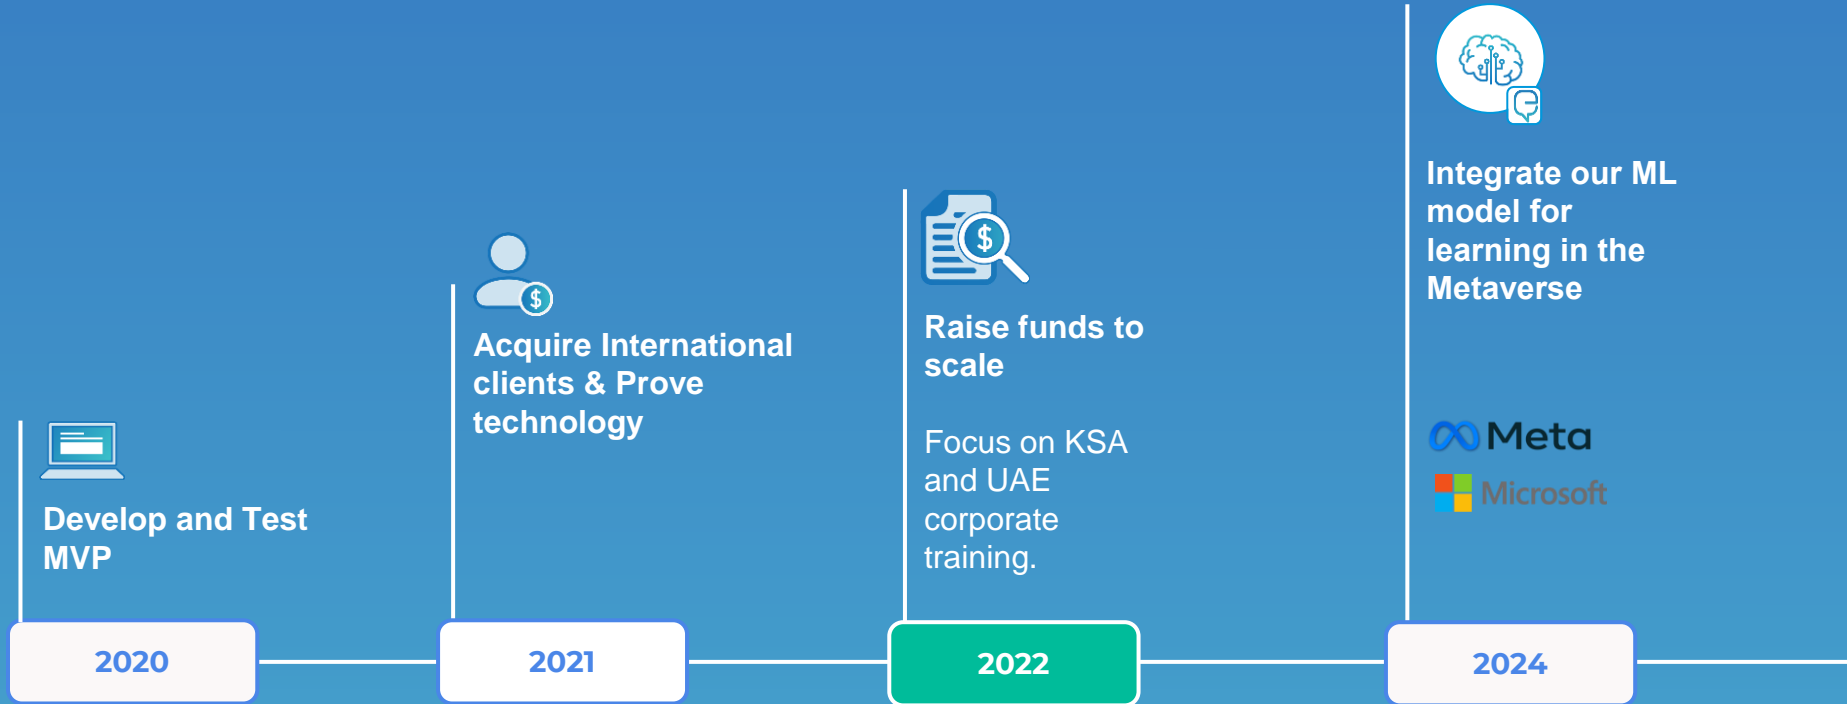 Develop and Test
MVP
2020
$
Acquire International
clients & Prove
technology
2021
$
Raise funds to
scale
Focus on KSA
and UAE
corporate
training.
2022
Integrate our ML
model for
learning in the
Metaverse
Meta
Microsoft
2024